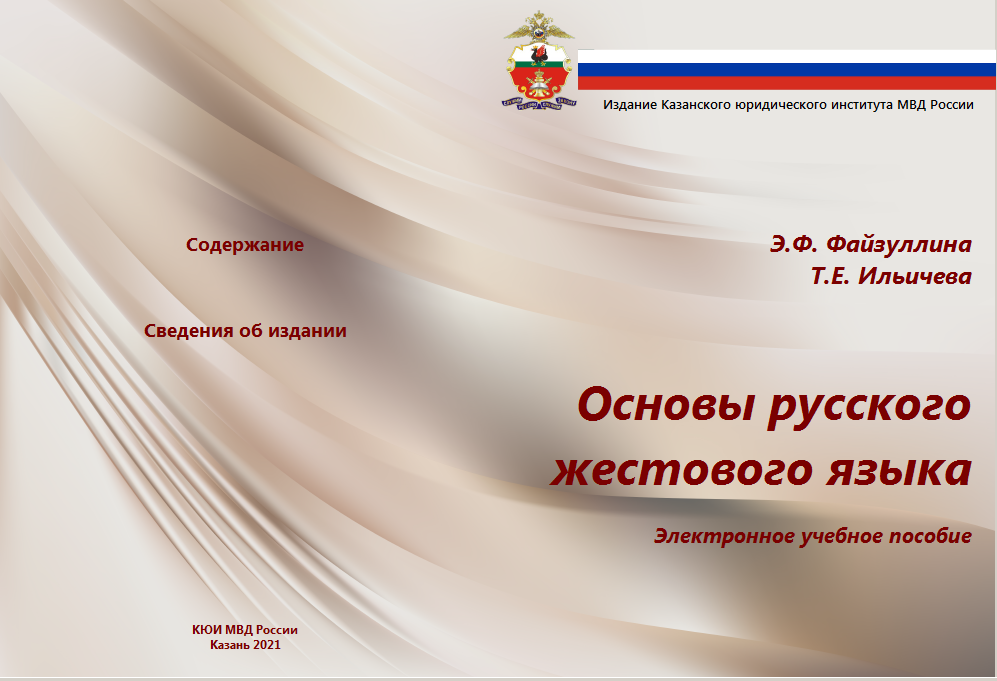 Издание Казанского юридического института МВД России
Содержание
Э.Ф. Файзуллина
Т.Е. Ильичева
Сведения об издании
Основы русского
жестового языка
Электронное учебное пособие
КЮИ МВД России
Казань 2021